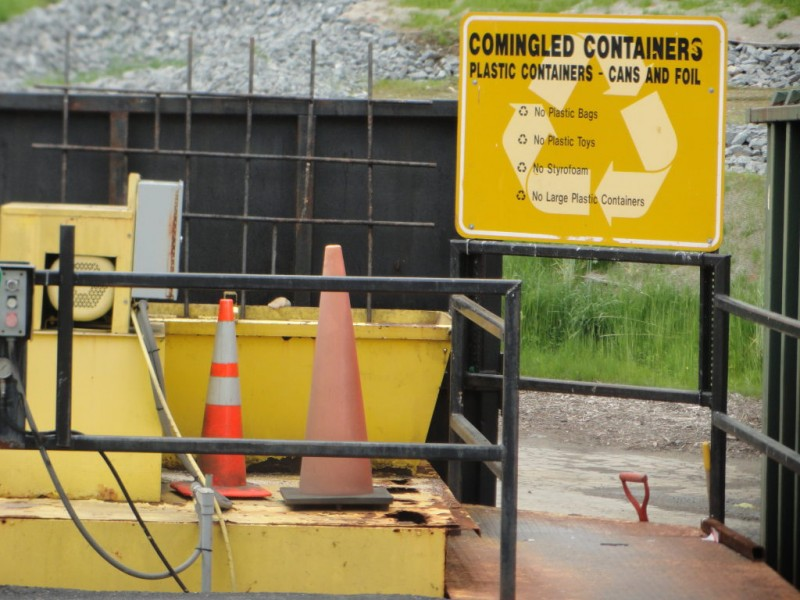 COMINGLED CONTAINERS
PLASTIC CONTAINERS - CANS AND FOIL
No Plastic Bags
No Plastic Toys
No Styrofoam
No Large Plastic Containers